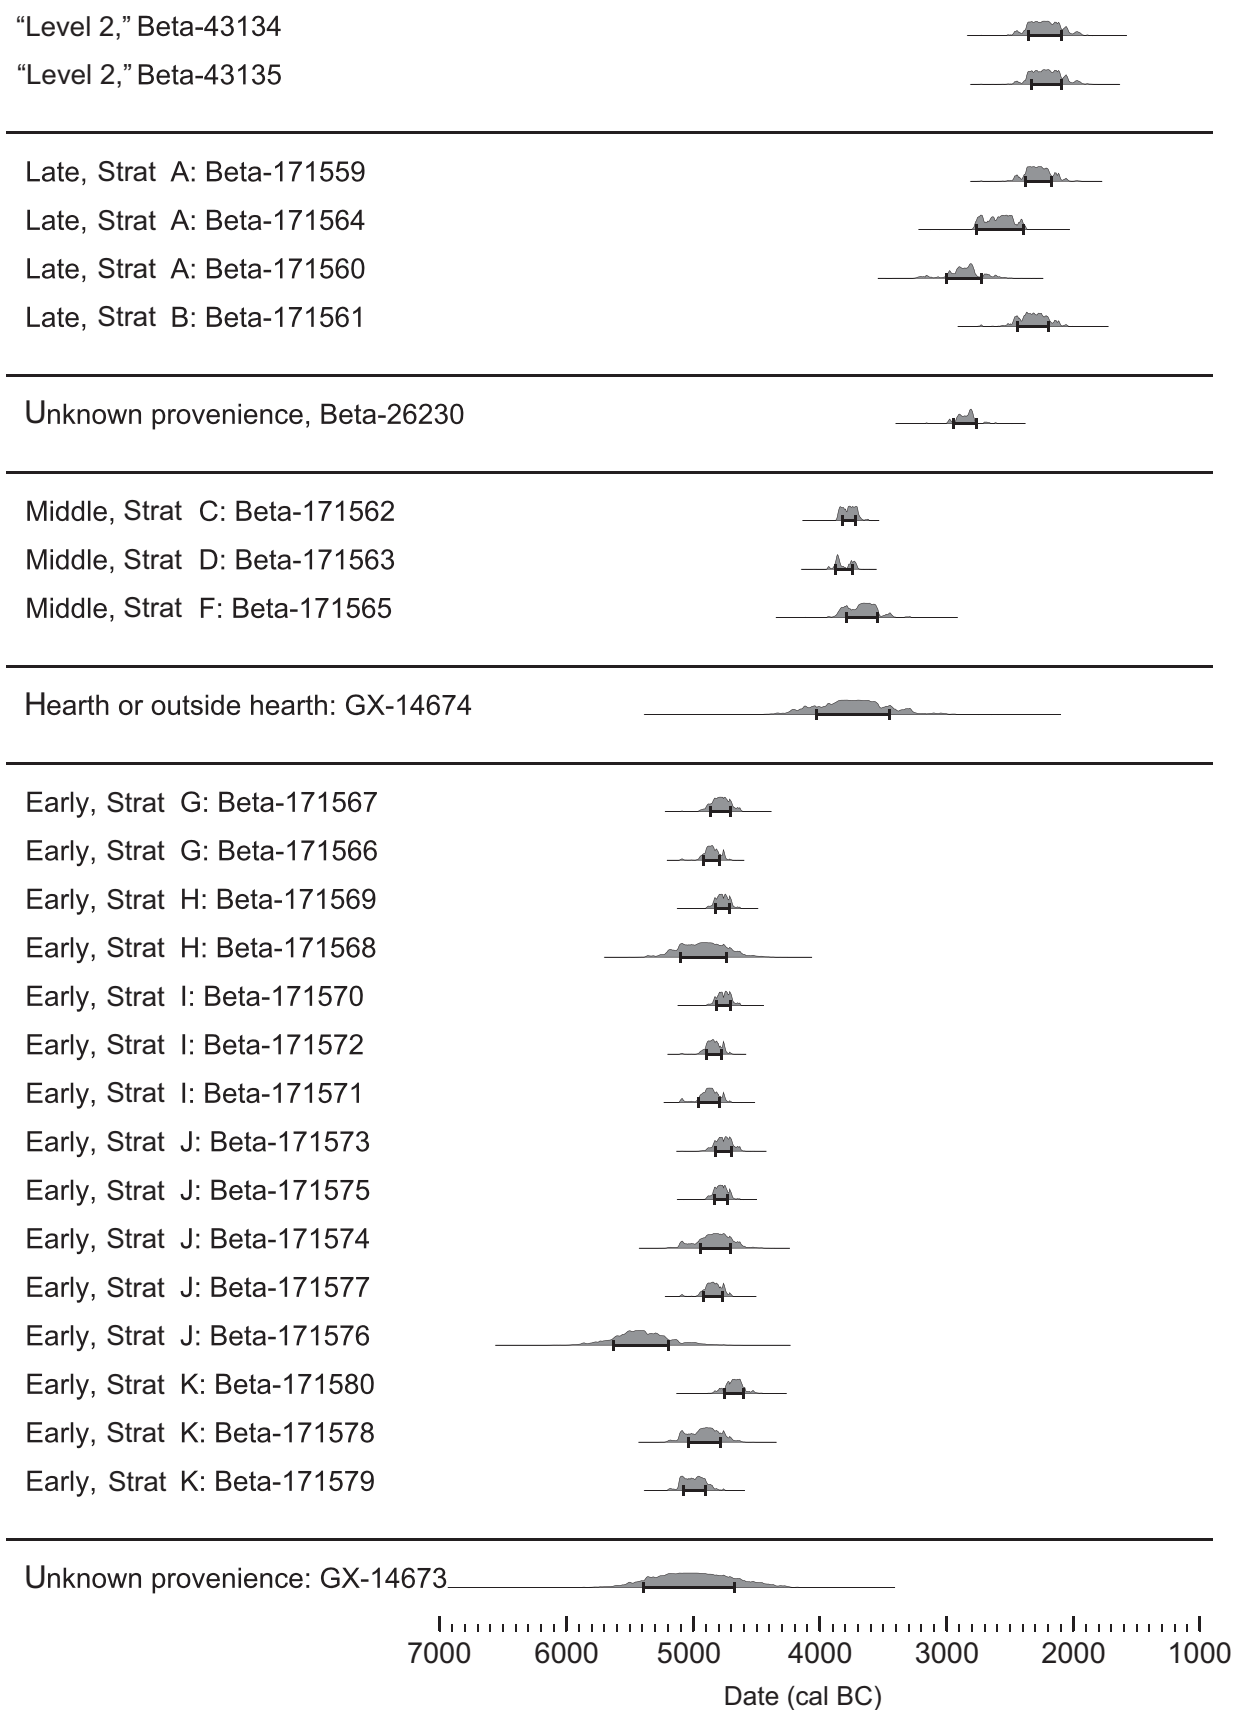 “Level 2,” Beta-43134
“Level 2,” Beta-43135
Late, Strat A: Beta-171559
Late, Strat A: Beta-171564
Late, Strat A: Beta-171560
Late, Strat B: Beta-171561
Unknown provenience, Beta-26230
Middle, Strat C: Beta-171562
Middle, Strat D: Beta-171563
Middle, Strat F: Beta-171565
Hearth or outside hearth: GX-14674
Early, Strat G: Beta-171567
Early, Strat G: Beta-171566
Early, Strat H: Beta-171569
Early, Strat H: Beta-171568
Early, Strat I: Beta-171570
Early, Strat I: Beta-171572
Early, Strat I: Beta-171571
Early, Strat J: Beta-171573
Early, Strat J: Beta-171575
Early, Strat J: Beta-171574
Early, Strat J: Beta-171577
Early, Strat J: Beta-171576
Early, Strat K: Beta-171580
Early, Strat K: Beta-171578
Early, Strat K: Beta-171579
Unknown provenience: GX-14673
7000 6000 5000 4000 3000 2000 1000
Date (cal BC)